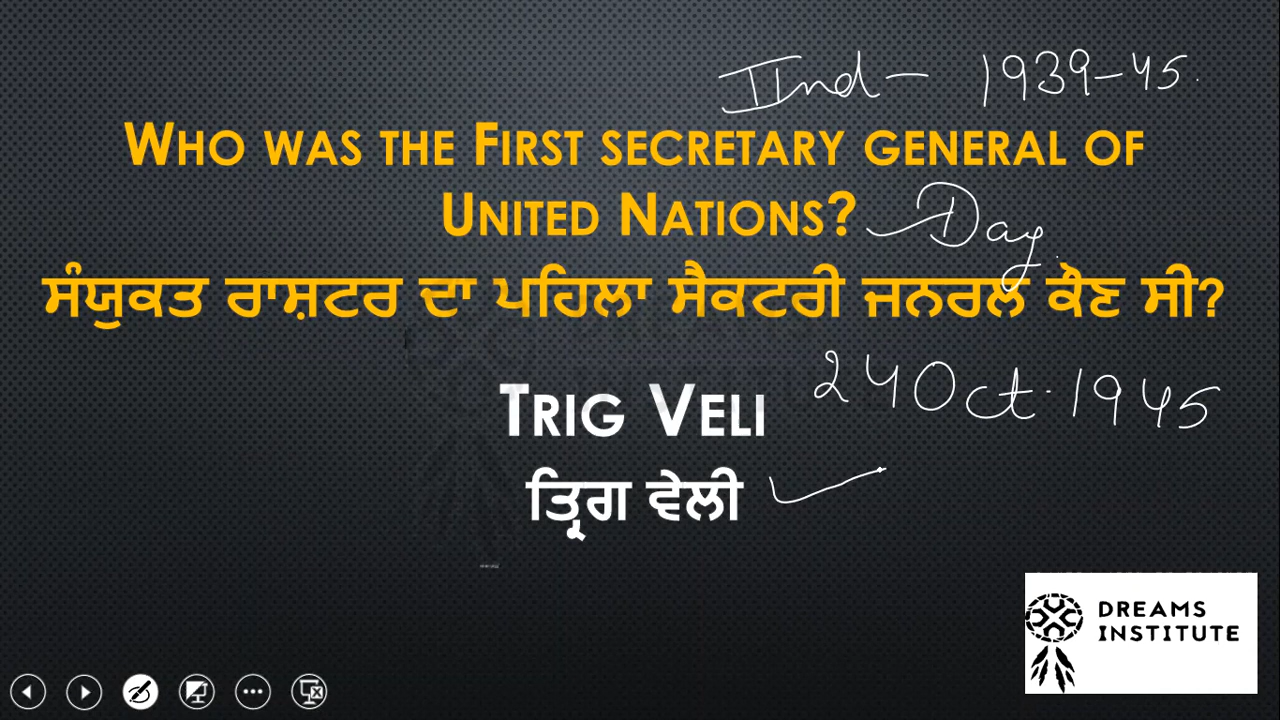 IInd - 1939-45.
WHO WAS THE FIRST SECRETARY GENERAL OF
UNITED NATIONS? Day
ਸੰਯੁਕਤ ਰਾਸ਼ਟਰ ਦਾ ਪਹਿਲਾ ਸੈਕਟਰੀ ਜਨਰਲ ਕੌਣ ਸੀ?
TRIG VELI 24 Oct. 1945
ਤ੍ਰਿਗ ਵੇਲੀ
DREAMS
INSTITUTE